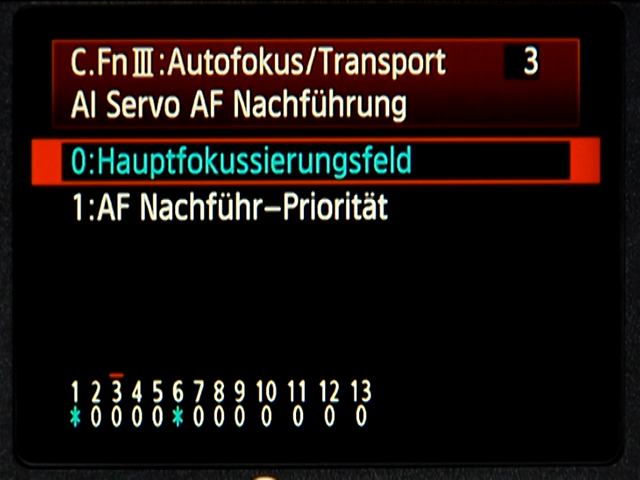 C.Fn III:Autofokus/Transport 3
AI Servo AF Nachführung
0:Hauptfokussierungsfeld
1:AF Nachführ-Priorität
1 2 3 4 5 6 7 8 9 10 11 12 13
* 0 0 0 0 * 0 0 0 0 0 0 0